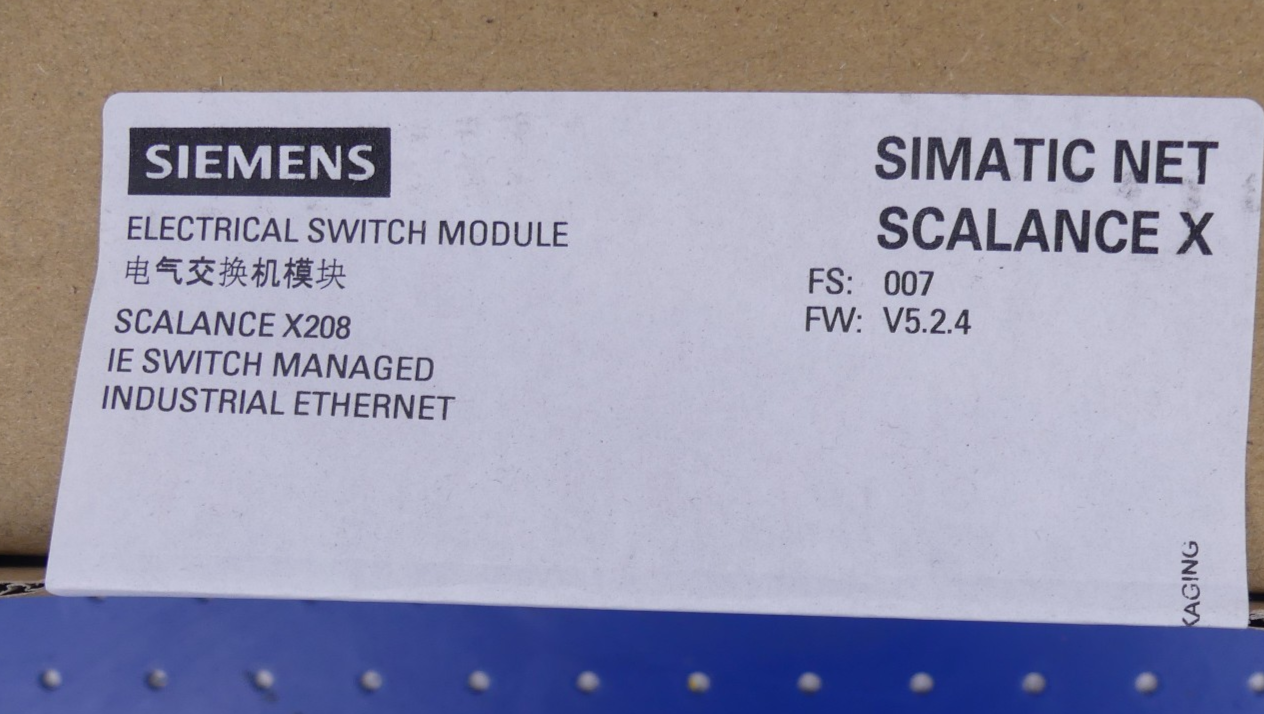 SIEMENS
ELECTRICAL SWITCH MODULE
电气交换机模块
SCALANCE X208
IE SWITCH MANAGED
INDUSTRIAL ETHERNET
SIMATIC NET
SCALANCE X
FS: 007
FW: V5.2.4
KAGING